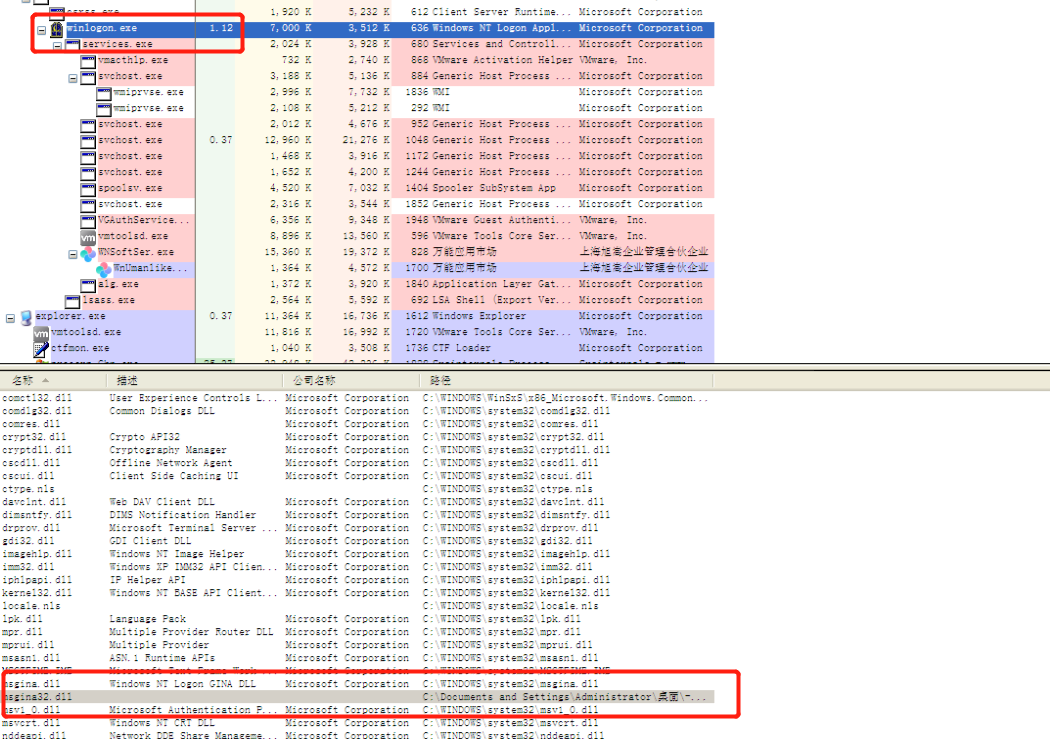 csrss.exe 1,920 K 5,232 K 612 Client Server Runtime... Microsoft Corporation
winlogon.exe 1.12 7,000 K 3,512 K 636 Windows NT Logon Appl... Microsoft Corporation
services.exe 2,024 K 3,928 K 680 Services and Controll... Microsoft Corporation
vmacthlp.exe 732 K 2,740 K 868 VMware Activation Helper VMware, Inc.
svchost.exe 3,188 K 5,136 K 884 Generic Host Process ... Microsoft Corporation
wmiprvse.exe 2,996 K 7,732 K 1836 WMI Microsoft Corporation
wmiprvse.exe 2,108 K 5,212 K 292 WMI Microsoft Corporation
svchost.exe 2,012 K 4,676 K 952 Generic Host Process ... Microsoft Corporation
svchost.exe 0.37 12,960 K 21,276 K 1048 Generic Host Process ... Microsoft Corporation
svchost.exe 1,468 K 3,916 K 1172 Generic Host Process ... Microsoft Corporation
svchost.exe 1,652 K 4,200 K 1244 Generic Host Process ... Microsoft Corporation
spoolsv.exe 4,520 K 7,032 K 1404 Spooler SubSystem App Microsoft Corporation
svchost.exe 2,316 K 3,544 K 1852 Generic Host Process ... Microsoft Corporation
VGAuthService... 6,356 K 9,348 K 1948 VMware Guest Authenti... VMware, Inc.
vmtoolsd.exe 8,896 K 13,560 K 596 VMware Tools Core Ser... VMware, Inc.
WNSoftSer.exe 15,360 K 19,372 K 828 万能应用市场
WnUmanlike... 1,364 K 4,572 K 1700 万能应用市场
alg.exe 1,372 K 3,920 K 1840 Application Layer Gat... Microsoft Corporation
lsass.exe 2,564 K 5,592 K 692 LSA Shell (Export Ver... Microsoft Corporation
explorer.exe 0.37 11,364 K 16,736 K 1612 Windows Explorer Microsoft Corporation
vmtoolsd.exe 11,816 K 16,992 K 1720 VMware Tools Core Ser... VMware, Inc.
ctfmon.exe 1,040 K 3,508 K 1736 CTF Loader Microsoft Corporation
名称 描述 公司名称 路径
comctl32.dll User Experience Controls L... Microsoft Corporation C:\WINDOWS\WinSxS\x86_Microsoft.Windows.Common...
comdlg32.dll Common Dialogs DLL Microsoft Corporation C:\WINDOWS\system32\comdlg32.dll
comres.dll Microsoft Corporation C:\WINDOWS\system32\comres.dll
crypt32.dll Crypto API32 Microsoft Corporation C:\WINDOWS\system32\crypt32.dll
cryptdll.dll Cryptography Manager Microsoft Corporation C:\WINDOWS\system32\cryptdll.dll
cscdll.dll Offline Network Agent Microsoft Corporation C:\WINDOWS\system32\cscdll.dll
cscui.dll Client Side Caching UI Microsoft Corporation C:\WINDOWS\system32\cscui.dll
ctype.nls C:\WINDOWS\system32\ctype.nls
davclnt.dll Web DAV Client DLL Microsoft Corporation C:\WINDOWS\system32\davclnt.dll
dimsntfy.dll DIMS Notification Handler Microsoft Corporation C:\WINDOWS\system32\dimsntfy.dll
drprov.dll Microsoft Terminal Server ... Microsoft Corporation C:\WINDOWS\system32\drprov.dll
gdi32.dll GDI Client DLL Microsoft Corporation C:\WINDOWS\system32\gdi32.dll
imagehlp.dll Windows NT Image Helper Microsoft Corporation C:\WINDOWS\system32\imagehlp.dll
imm32.dll Windows XP IMM32 API Clien... Microsoft Corporation C:\WINDOWS\system32\imm32.dll
iphlpapi.dll IP Helper API Microsoft Corporation C:\WINDOWS\system32\iphlpapi.dll
kernel32.dll Windows NT BASE API Client... Microsoft Corporation C:\WINDOWS\system32\kernel32.dll
locale.nls C:\WINDOWS\system32\locale.nls
lpk.dll Language Pack Microsoft Corporation C:\WINDOWS\system32\lpk.dll
mpr.dll Multiple Provider Router DLL Microsoft Corporation C:\WINDOWS\system32\mpr.dll
mprui.dll Multiple Provider Microsoft Corporation C:\WINDOWS\system32\mprui.dll
msasn1.dll ASN.1 Runtime APIs Microsoft Corporation C:\WINDOWS\system32\msasn1.dll
msgina.dll Windows NT Logon GINA DLL Microsoft Corporation C:\WINDOWS\system32\msgina.dll
msgina32.dll C:\Documents and Settings\Administrator\桌面\-...
msv1_0.dll Microsoft Authentication P... Microsoft Corporation C:\WINDOWS\system32\msv1_0.dll
msvcrt.dll Windows NT CRT DLL Microsoft Corporation C:\WINDOWS\system32\msvcrt.dll
nddeapi.dll Network DDE Share Manageme... Microsoft Corporation C:\WINDOWS\system32\nddeapi.dll